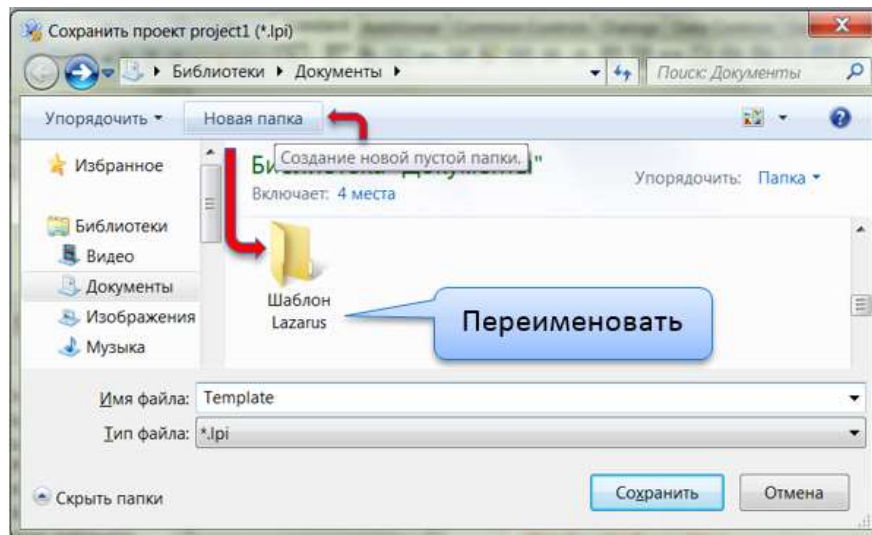 Сохранить проект project1 (*.lpi)
Библиотеки Документы
Поиск: Документы
Упорядочить Новая папка
Создание новой пустой папки.
Включает: 4 места
Упорядочить: Папка
Избранное
Библиотеки
Видео
Документы
Изображения
Музыка
Шаблон
Lazarus
Переименовать
Имя файла: Template
Тип файла: *.lpi
Скрыть папки
Сохранить Отмена